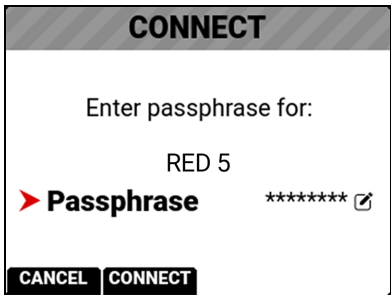 CONNECT
Enter passphrase for:
RED 5
Passphrase ********
CANCEL CONNECT